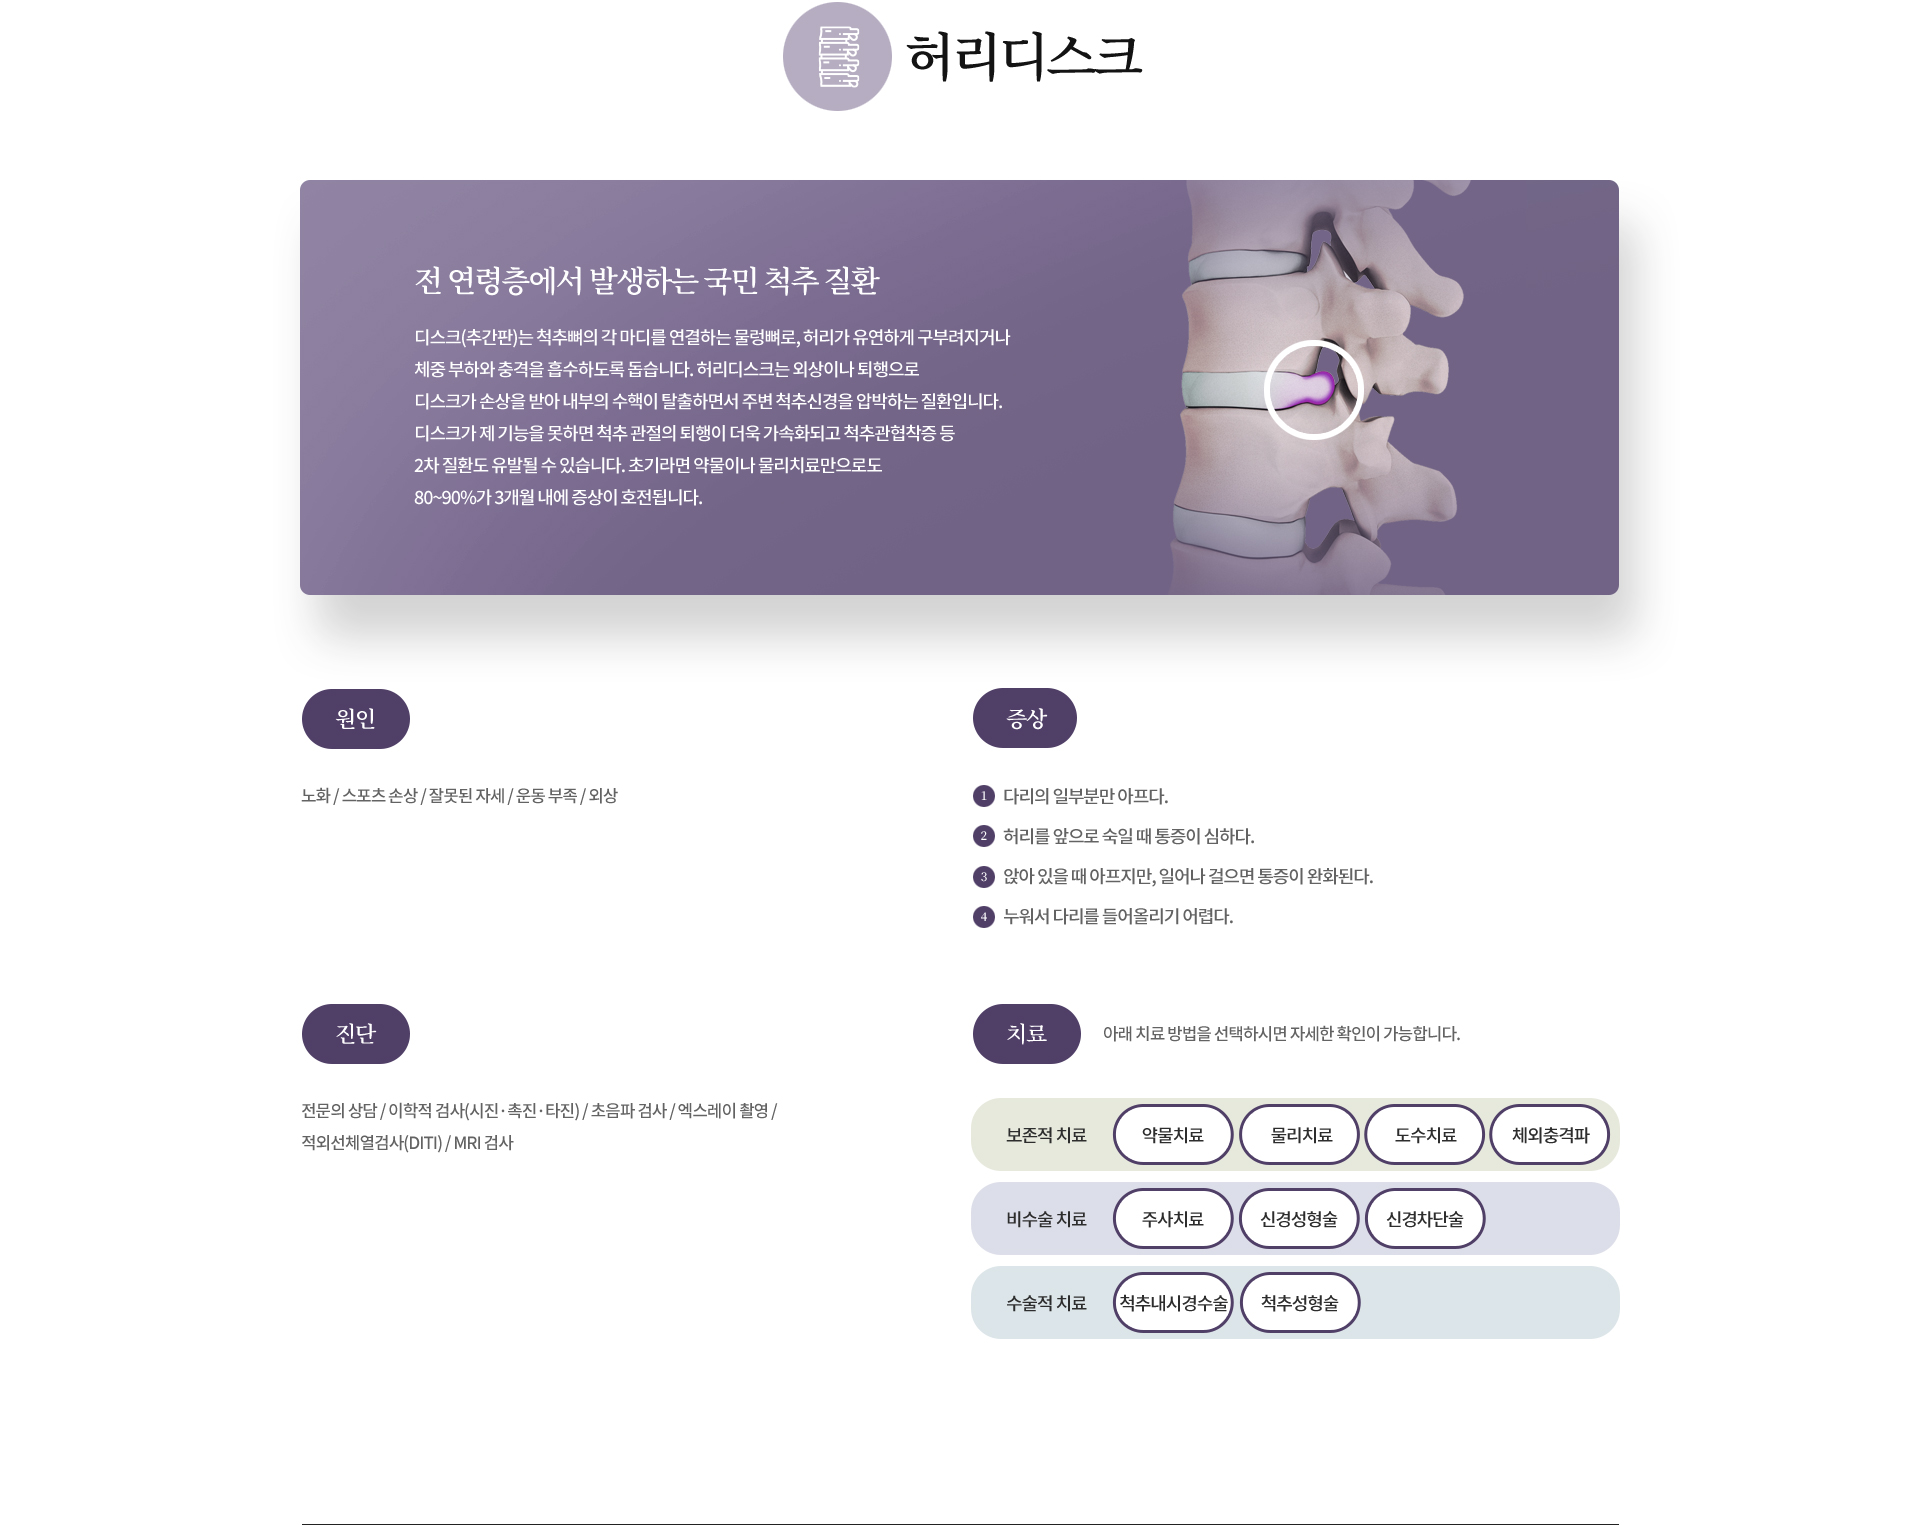 허리디스크
전 연령층에서 발생하는 국민 척추 질환
디스크(추간판)는 척추뼈의 각 마디를 연결하는 물렁뼈로, 허리가 유연하게 구부려지거나
체중 부하와 충격을 흡수하도록 돕습니다. 허리디스크는 외상이나 퇴행으로
디스크가 손상을 받아 내부의 수핵이 탈출하면서 주변 척추신경을 압박하는 질환입니다.
디스크가 제 기능을 못하면 척추 관절의 퇴행이 더욱 가속화되고 척추관협착증 등
2차 질환도 유발될 수 있습니다. 초기라면 약물이나 물리치료만으로도
80~90%가 3개월 내에 증상이 호전됩니다.
원인
노화 / 스포츠 손상 / 잘못된 자세 / 운동 부족 / 외상
증상
1 다리의 일부분만 아프다.
2 허리를 앞으로 숙일 때 통증이 심하다.
3 앉아 있을 때 아프지만, 일어나 걸으면 통증이 완화된다.
4 누워서 다리를 들어올리기 어렵다.
진단
전문의 상담 / 이학적 검사(시진·촉진·타진) / 초음파 검사 / 엑스레이 촬영 /
적외선체열검사(DITI) / MRI 검사
치료 아래 치료 방법을 선택하시면 자세한 확인이 가능합니다.
보존적 치료 약물치료 물리치료 도수치료 체외충격파
비수술 치료 주사치료 신경성형술 신경차단술
수술적 치료 척추내시경수술 척추성형술